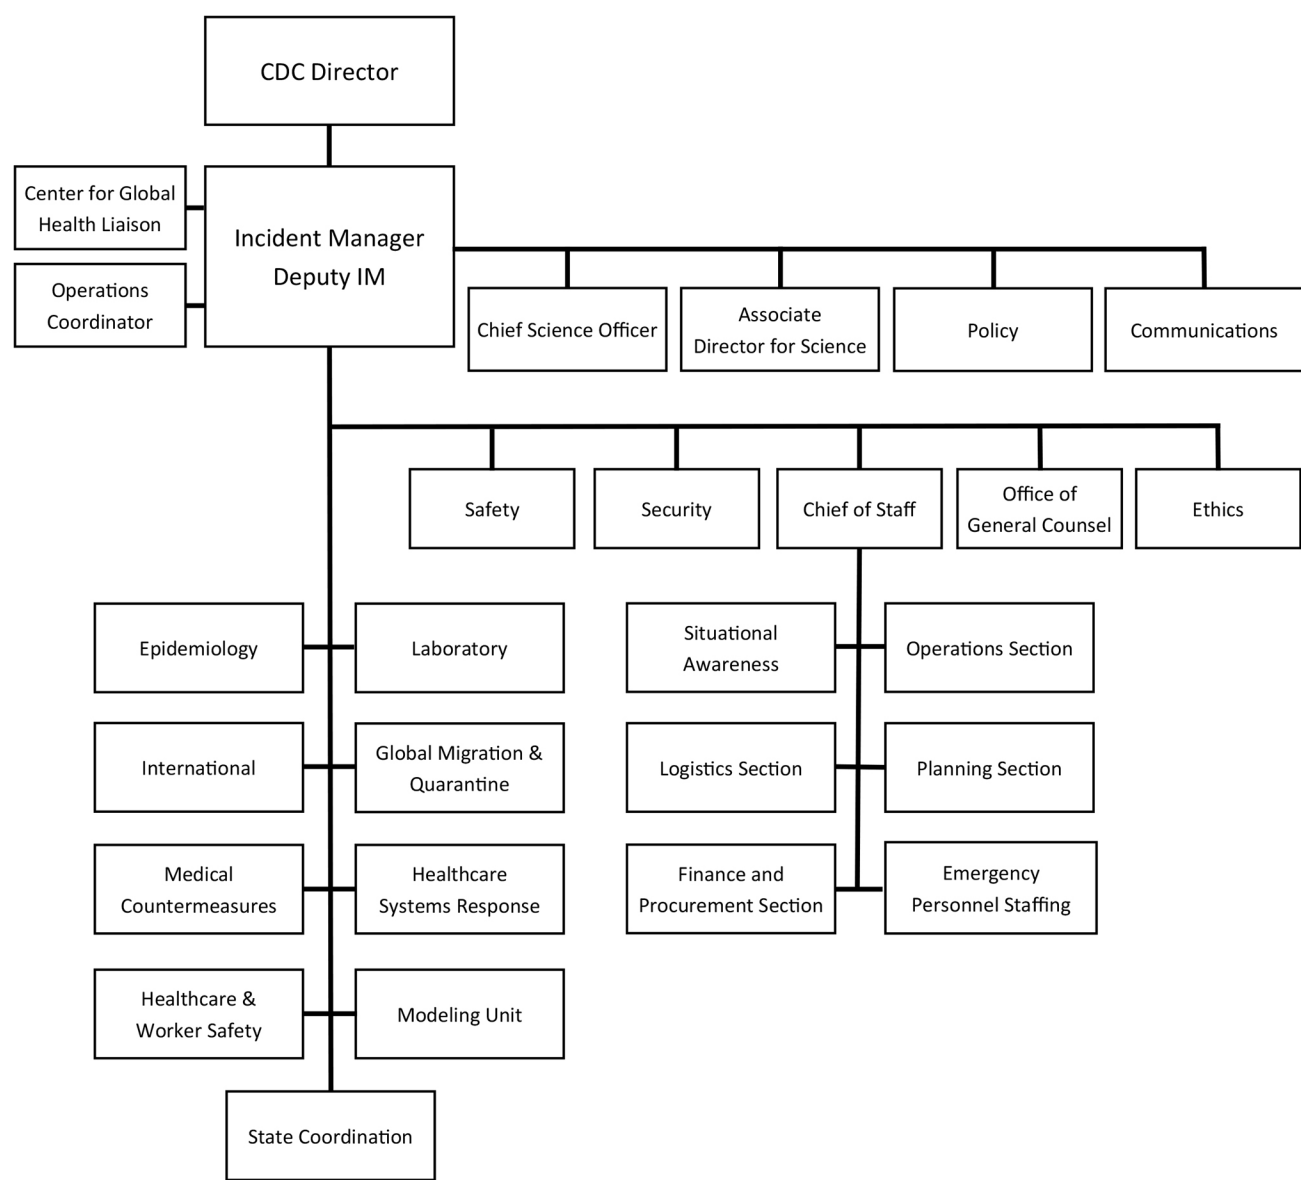 CDC Director
Center for Global
Health Liaison
Incident Manager
Deputy IM
Operations
Coordinator
Chief Science Officer
Associate
Director for Science
Policy
Communications
Safety
Security
Chief of Staff
Office of
General Counsel
Ethics
Epidemiology
Laboratory
Situational
Awareness
Operations Section
International
Global Migration &
Quarantine
Logistics Section
Planning Section
Medical
Countermeasures
Healthcare
Systems Response
Finance and
Procurement Section
Emergency
Personnel Staffing
Healthcare &
Worker Safety
Modeling Unit
State Coordination